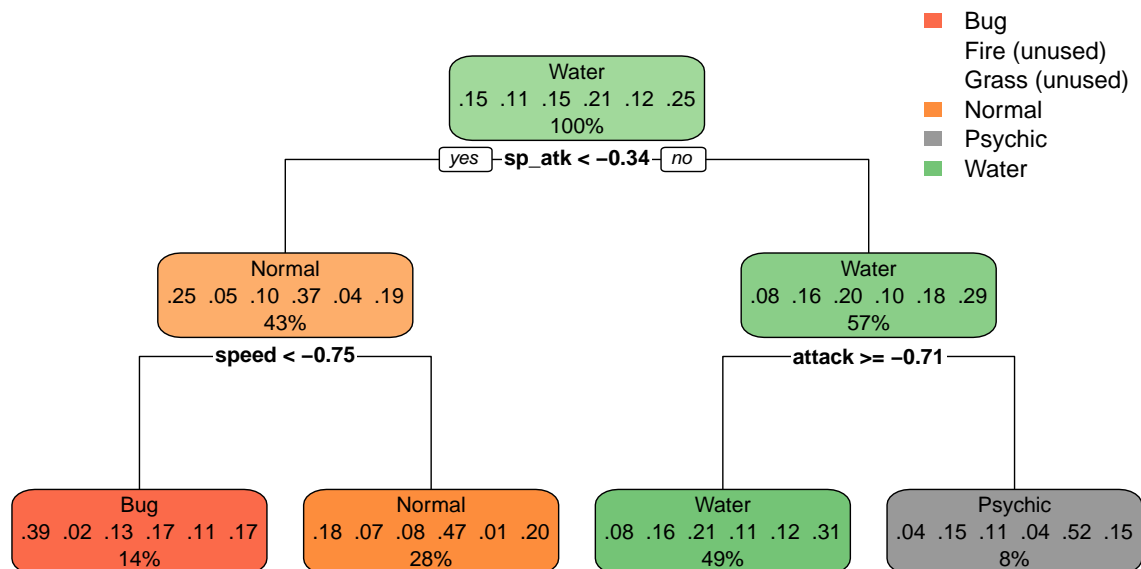 Bug
Fire (unused)
Grass (unused)
Normal
Psychic
Water
Water
.15 .11 .15 .21 .12 .25
100%
yes sp_atk < −0.34 no
Normal
.25 .05 .10 .37 .04 .19
43%
Water
.08 .16 .20 .10 .18 .29
57%
speed < −0.75
attack >= −0.71
Bug
.39 .02 .13 .17 .11 .17
14%
Normal
.18 .07 .08 .47 .01 .20
28%
Water
.08 .16 .21 .11 .12 .31
49%
Psychic
.04 .15 .11 .04 .52 .15
8%